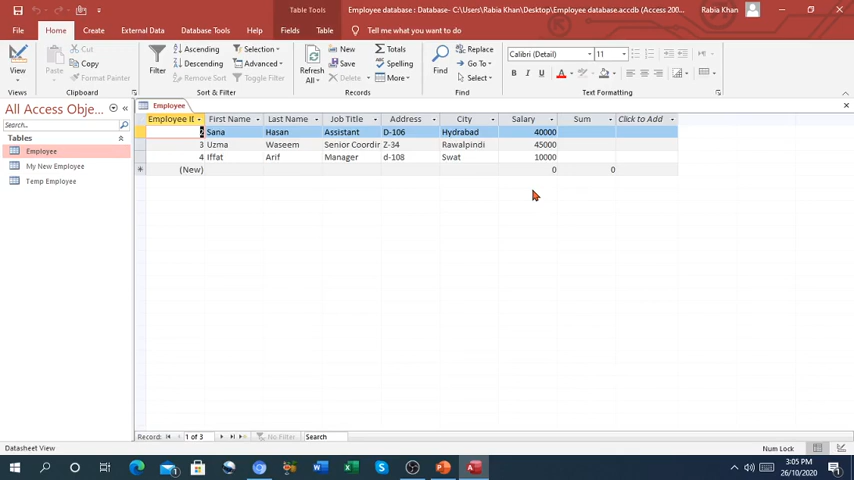 Table Tools
Employee database : Database- C:\Users\Rabia Khan\Desktop\Employee database.accdb (Access 200...
Rabia Khan
File Home Create External Data Database Tools Fields Table Tell me what you want to do
View
Paste
Cut
Copy
Format Painter
Filter
Ascending
Descending
Remove Sort
Selection
Advanced
Toggle Filter
Refresh All
New
Save
Delete
Totals
Spelling
More
Find
Replace
Go To
Select
Calibri (Detail) 11
B I U A
Views Clipboard Sort & Filter Records Find Text Formatting
All Access Obje...
Search...
Tables
Employee
My New Employee
Temp Employee
Employee
Employee ID First Name Last Name Job Title Address City Salary Sum Click to Add
2 Sana Hasan Assistant D-106 Hydrabad 40000
3 Uzma Waseem Senior Coordir Z-34 Rawalpindi 45000
4 Iffat Arif Manager d-108 Swat 10000
(New) 0 0
Record: 1 of 3 No Filter Search
Datasheet View
Num Lock
3:05 PM
26/10/2020